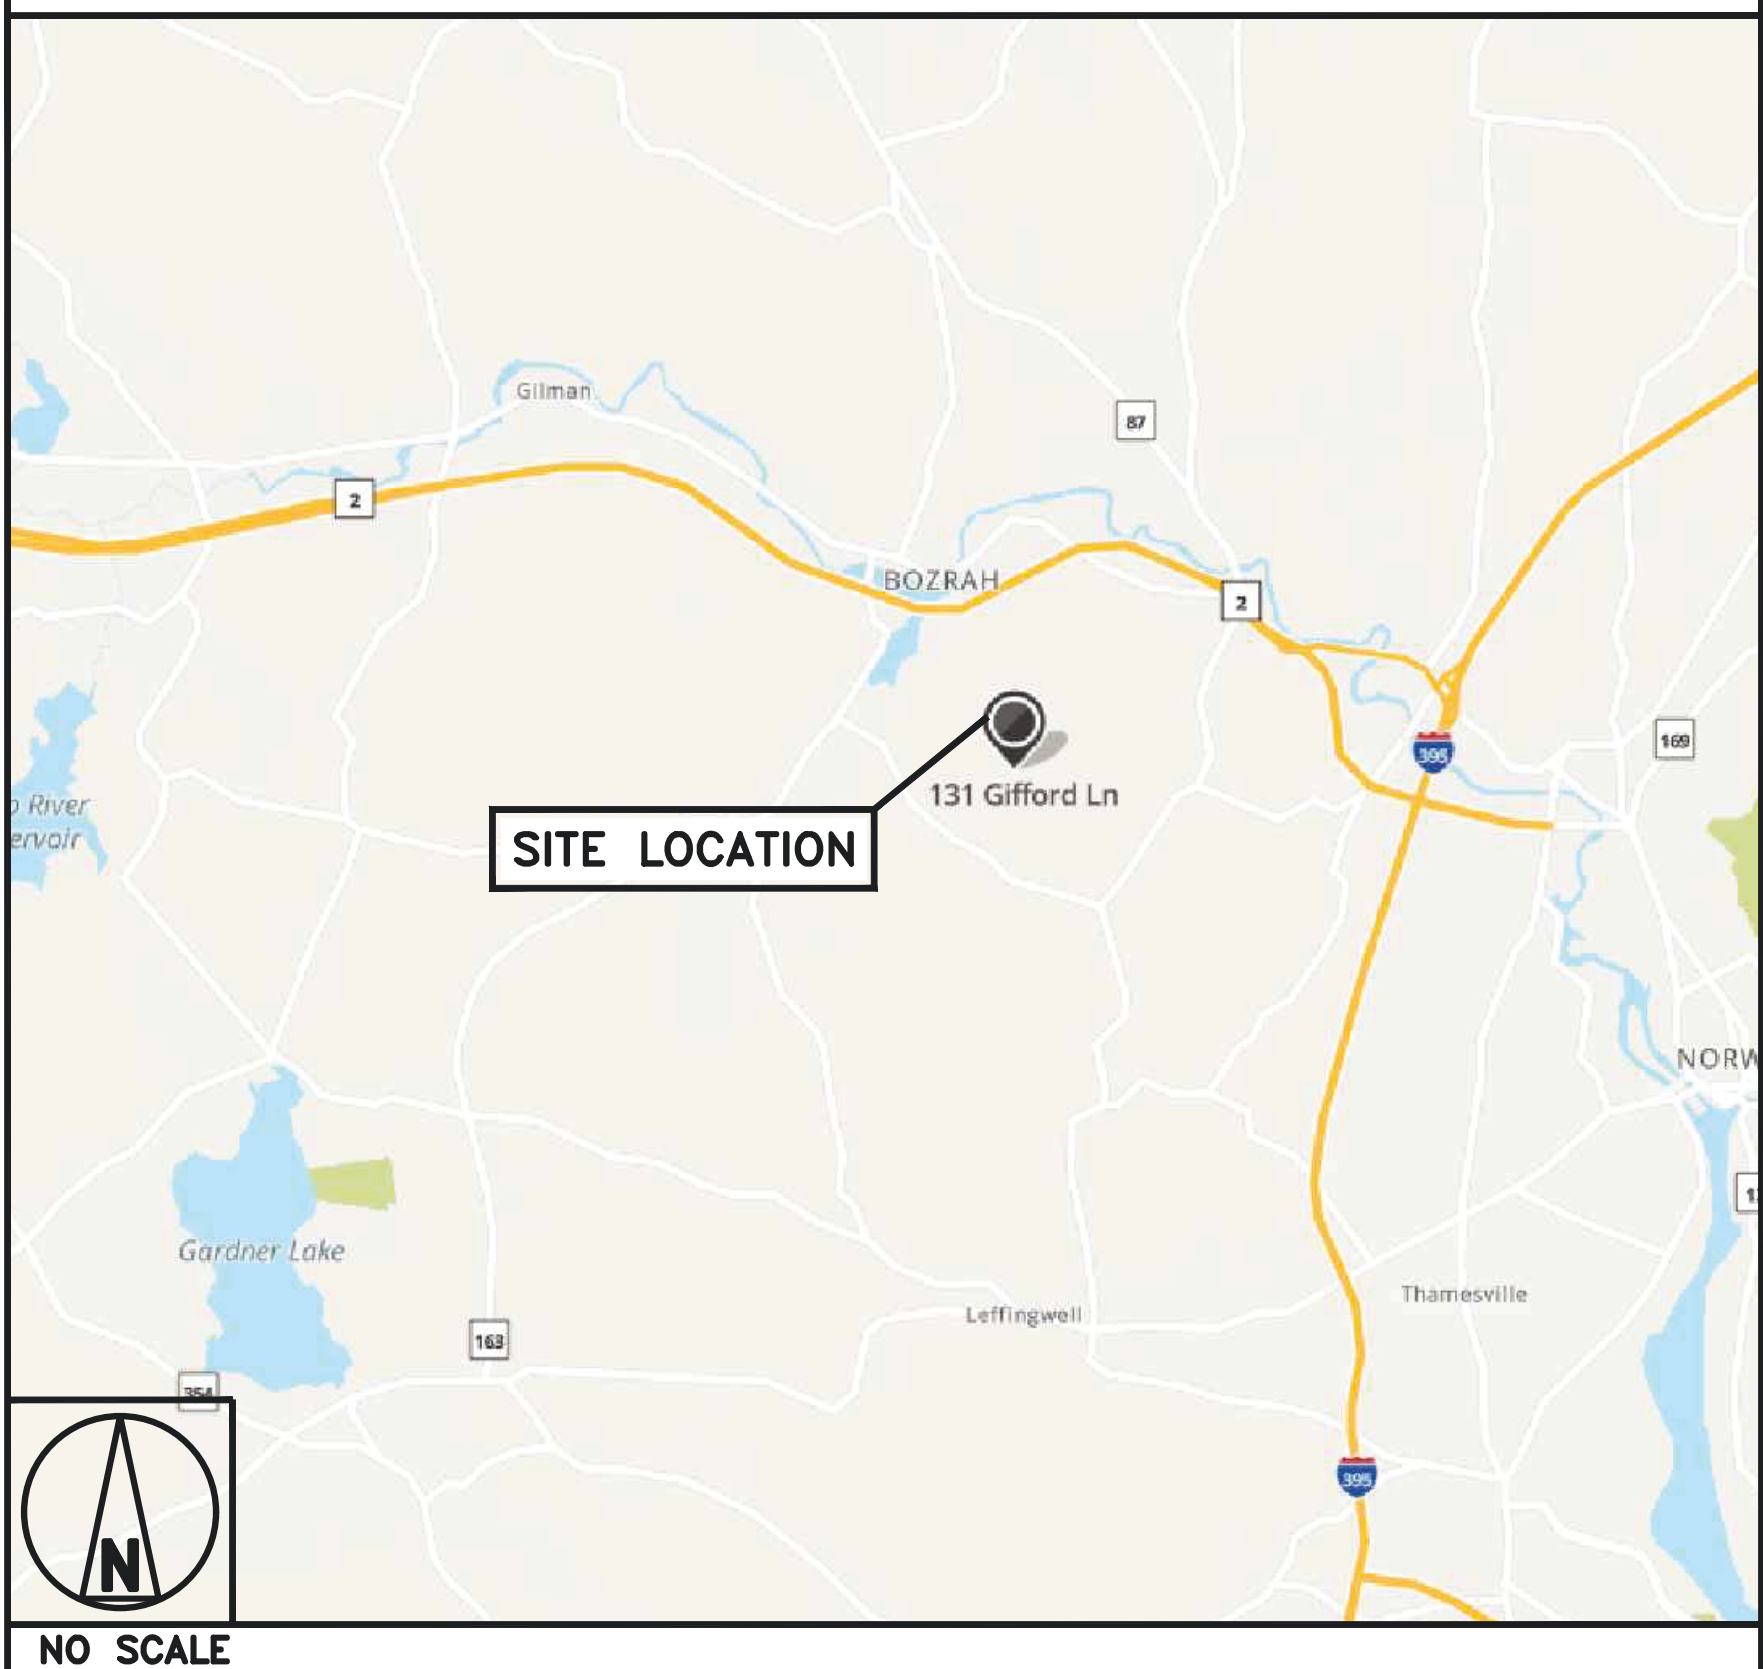 Gilman
87
2
BOZRAH
2
395
169
131 Gifford Ln
River
SITE LOCATION
NORW
Gardner Lake
Thamesville
Leffingwell
163
354
395
N
NO SCALE